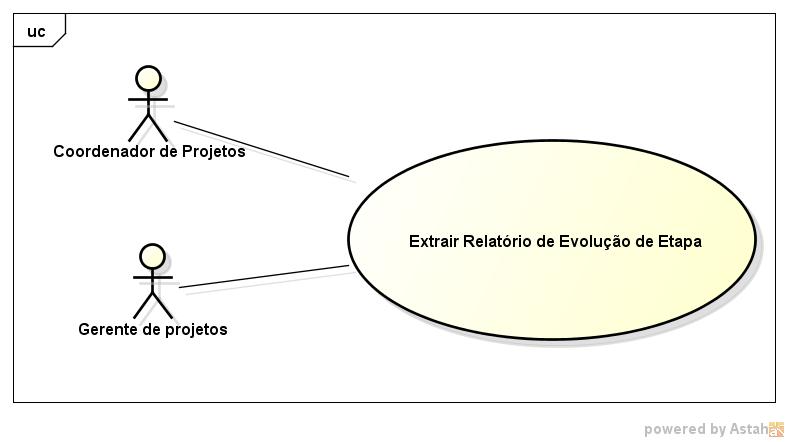 uc
Coordenador de Projetos
Extrair Relatório de Evolução de Etapa
Gerente de projetos
powered by Astah